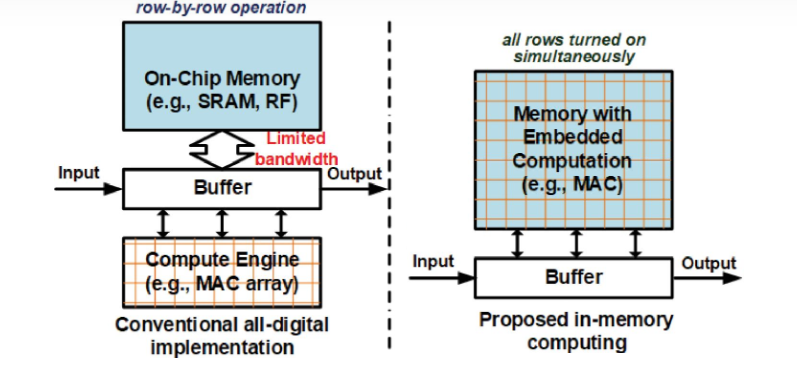 row-by-row operation
On-Chip Memory
(e.g., SRAM, RF)
Limited
bandwidth
Input
Buffer
Output
Compute Engine
(e.g., MAC array)
Conventional all-digital
implementation
all rows turned on
simultaneously
Memory with
Embedded
Computation
(e.g., MAC)
Input
Buffer
Output
Proposed in-memory
computing